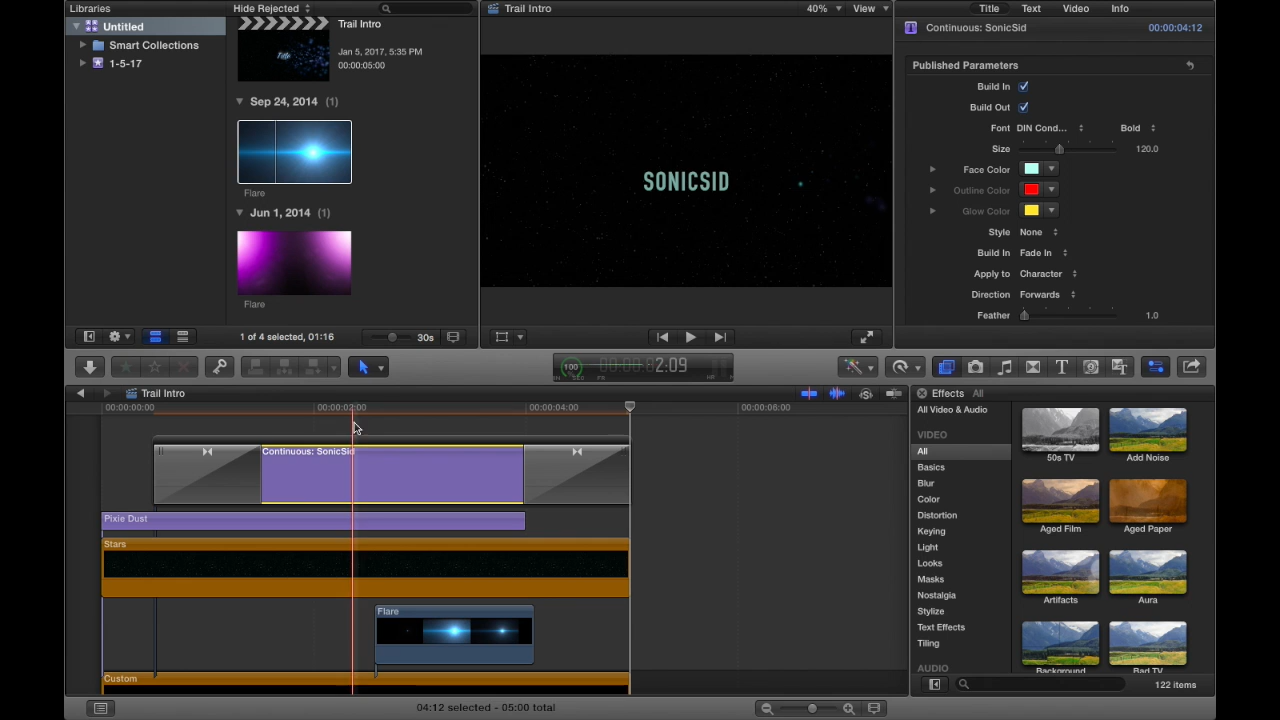 Libraries
Hide Rejected
Trail Intro
40%
View
Title
Text
Video
Info
Untitled
Smart Collections
1-5-17
Trail Intro
Jan 5, 2017, 5:35 PM
00:00:05:00
Title
Sep 24, 2014 (1)
Flare
Jun 1, 2014 (1)
Flare
SONICSID
Continuous: SonicSid
00:00:04:12
Published Parameters
Build In
Build Out
Font DIN Cond... Bold
Size 120.0
Face Color
Outline Color
Glow Color
Style None
Build In Fade In
Apply to Character
Direction Forwards
Feather 1.0
1 of 4 selected, 01:16
30s
100
2:09
Trail Intro
00:00:00:00
00:00:02:00
00:00:04:00
00:00:06:00
Continuous: SonicSid
Pixie Dust
Stars
Flare
Custom
Effects All
All Video & Audio
VIDEO
All
Basics
Blur
Color
Distortion
Keying
Light
Looks
Masks
Nostalgia
Stylize
Text Effects
Tiling
AUDIO
50s TV
Add Noise
Aged Film
Aged Paper
Artifacts
Aura
Background
Bad TV
122 items
04:12 selected - 05:00 total